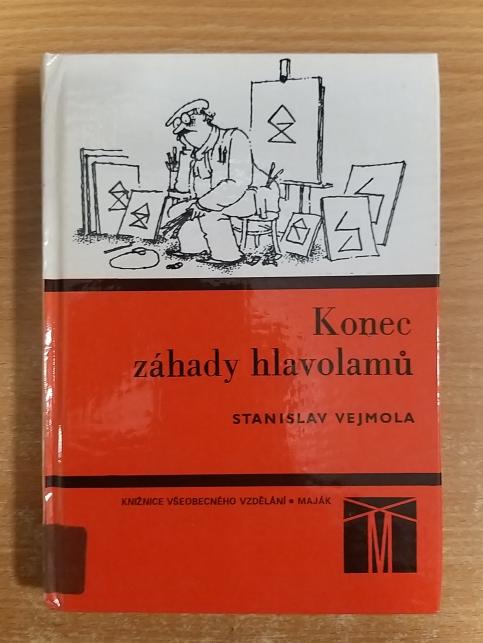 Konec
záhady hlavolamů
STANISLAV VEJMOLA
KNIŽNICE VŠEOBECNÉHO VZDĚLÁNÍ • MAJÁK
M